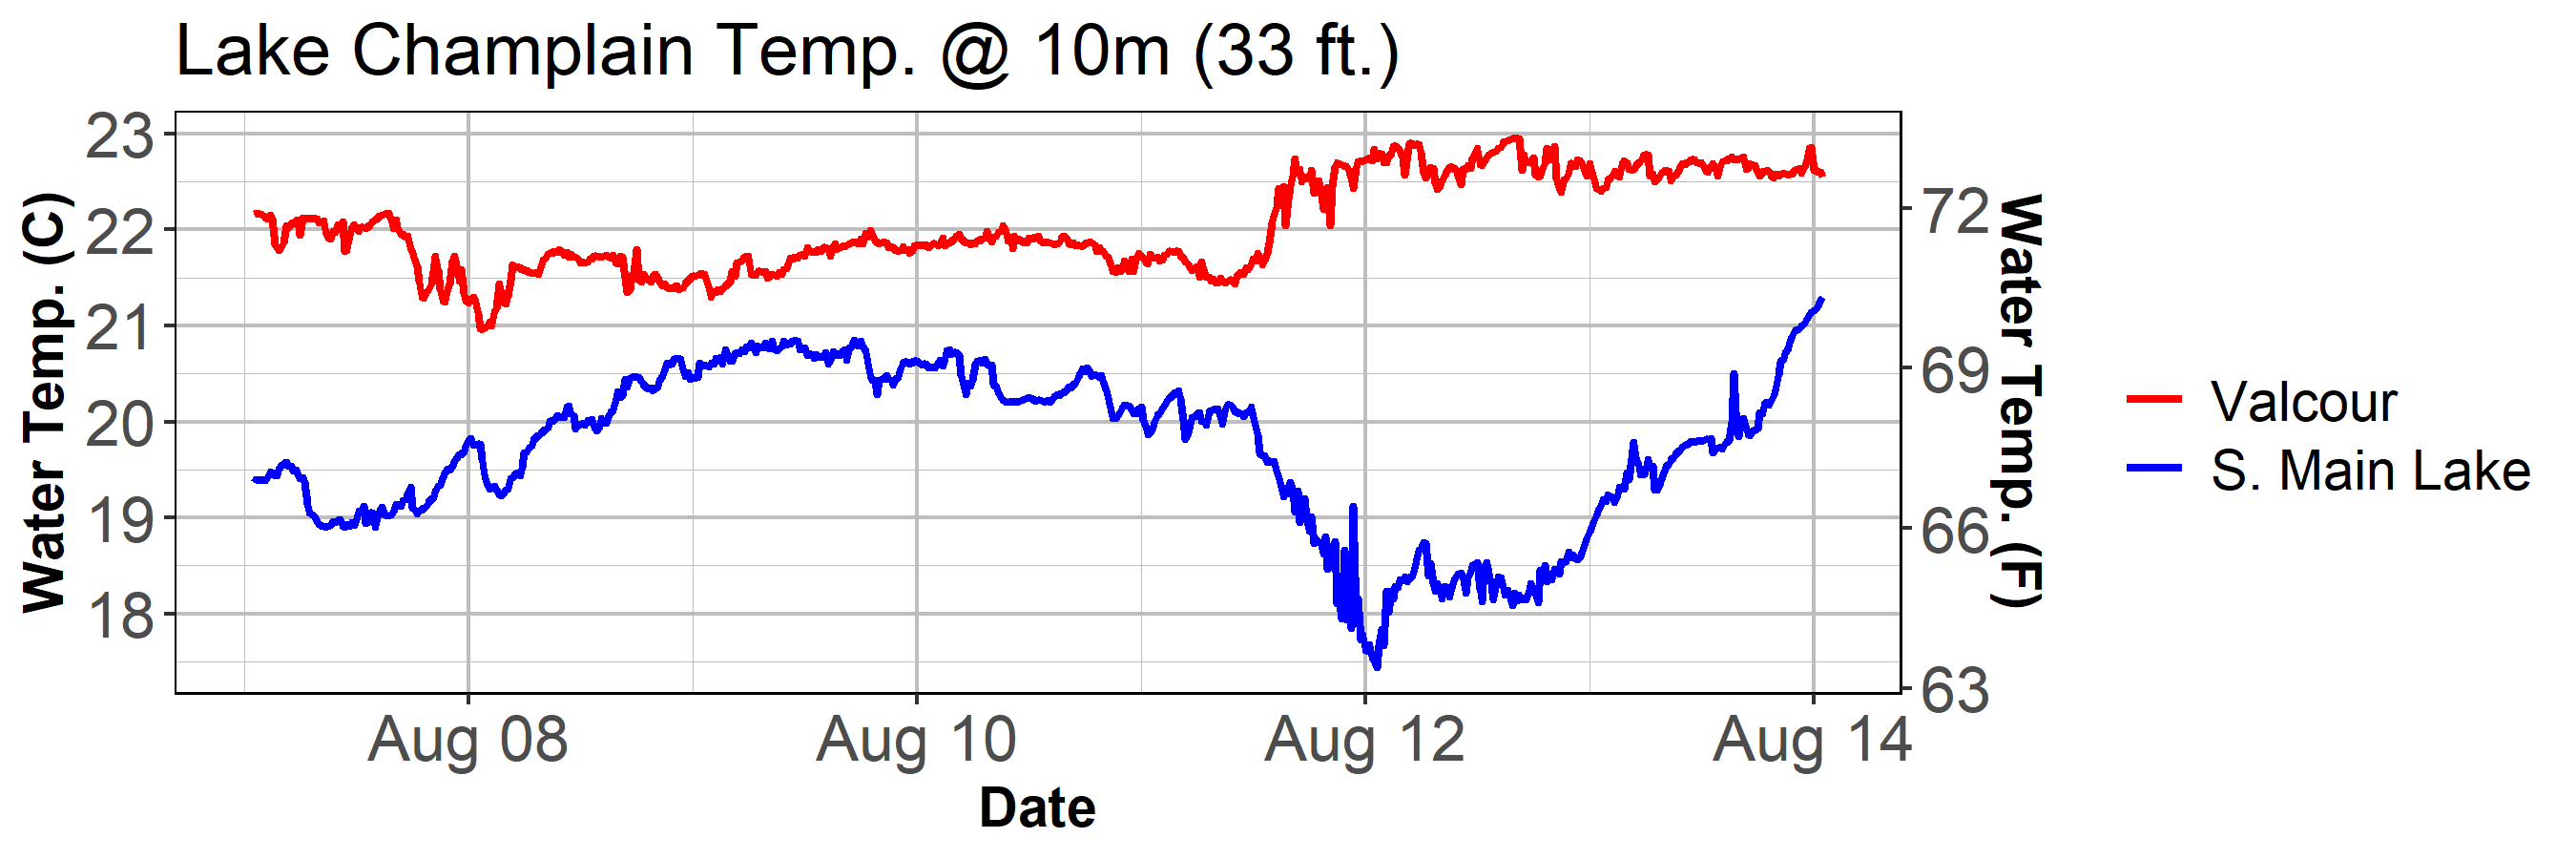 Lake Champlain Temp. @ 10m (33 ft.)
Water Temp. (C)
23
22
21
20
19
18
72
69
66
63
Water Temp. (F)
Aug 08
Aug 10
Aug 12
Aug 14
Date
Valcour
S. Main Lake